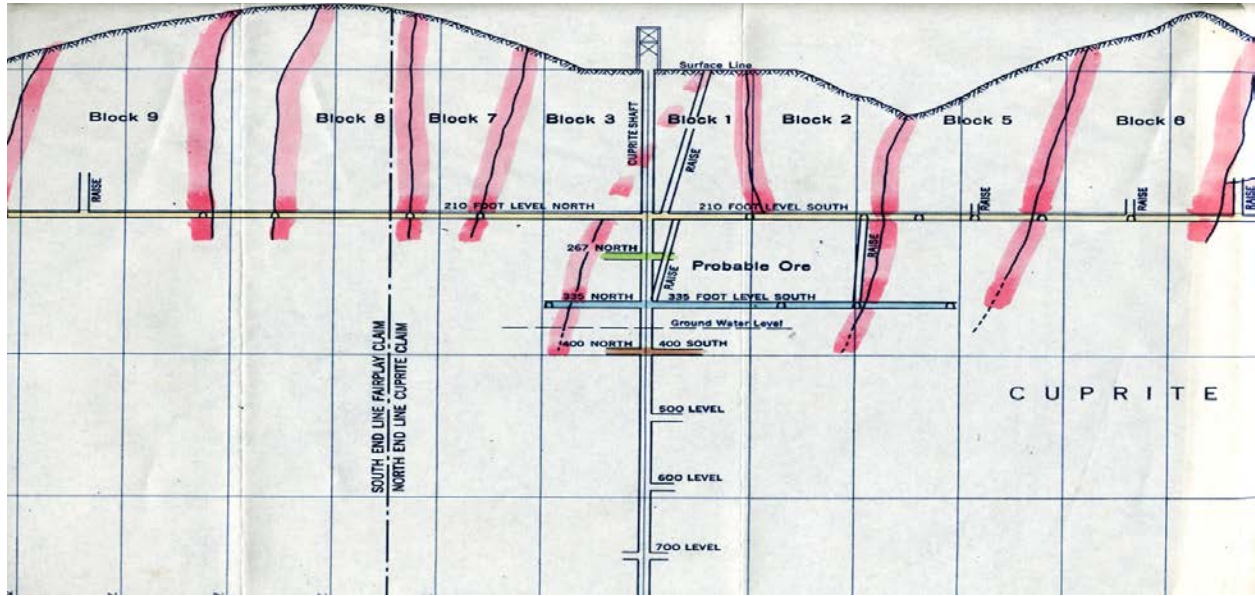 Surface Line
Block 9
Block 8
Block 7
Block 3
CUPRITE SHAFT
Block 1
RAISE
Block 2
Block 5
Block 6
RAISE
RAISE
RAISE
RAISE
210 FOOT LEVEL NORTH
210 FOOT LEVEL SOUTH
267 NORTH
RAISE
Probable Ore
RAISE
335 NORTH
335 FOOT LEVEL SOUTH
Ground Water Level
400 NORTH
400 SOUTH
SOUTH END LINE FAIRPLAY CLAIM
NORTH END LINE CUPRITE CLAIM
CUPRITE
500 LEVEL
600 LEVEL
700 LEVEL